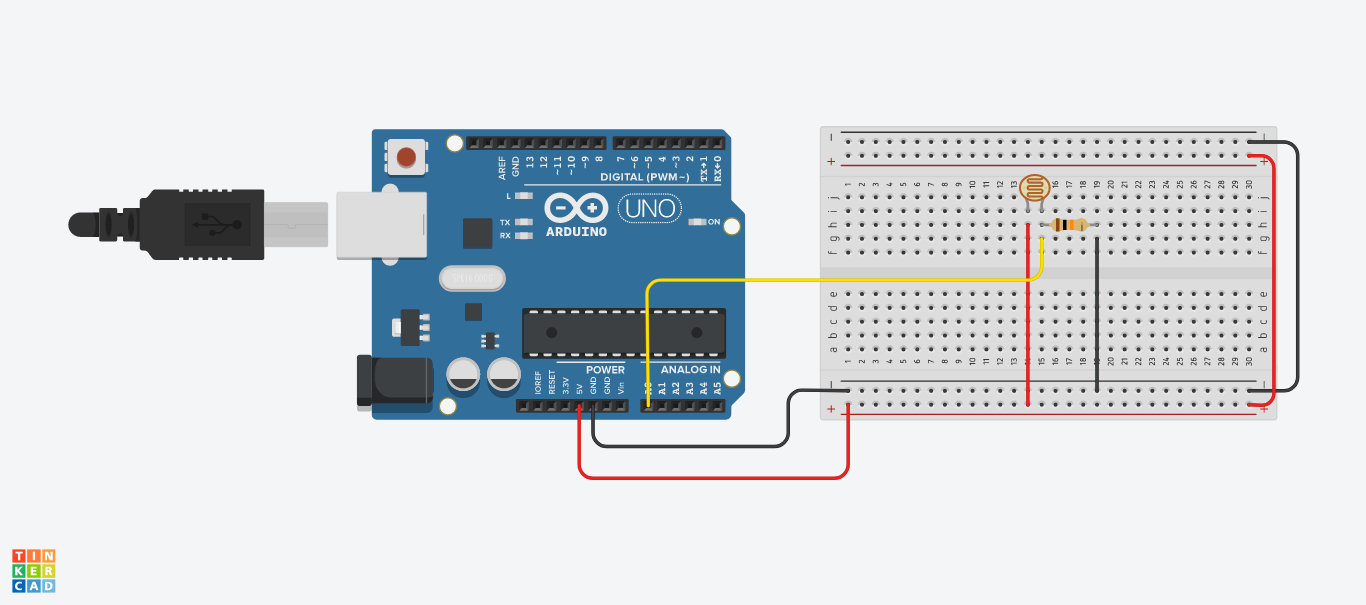 AREF
GND
13
12
~11
~10
~9
8
7
~6
~5
4
~3
2
TX→1
RX←0
DIGITAL (PWM ~)
L
TX
RX
ARDUINO
UNO
ON
POWER
ANALOG IN
IOREF
RESET
3.3V
5V
GND
GND
Vin
A0
A1
A2
A3
A4
A5
− −
+ +
1 2 3 4 5 6 7 8 9 10 11 12 13 16 17 18 19 20 21 22 23 24 25 26 27 28 29 30
j j
i i
h h
g g
f f
e e
d d
c c
b b
a a
1 2 3 4 5 6 7 8 9 10 11 12 13 15 16 17 18 19 20 21 22 23 24 25 26 27 28 29 30
− −
+ +
TIN
KER
CAD